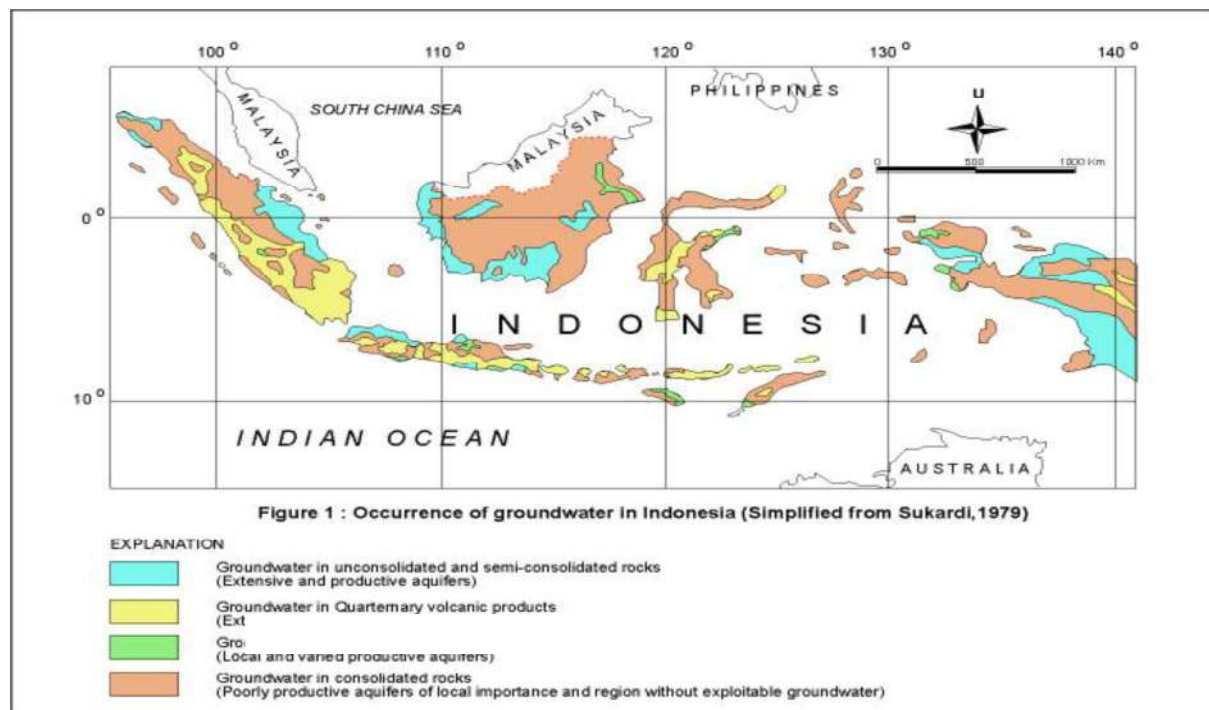 100 °
110 °
120 °
130 °
140 °
MALAYSIA
SOUTH CHINA SEA
MALAYSIA
PHILIPPINES
0
500
1000 Km
0°
INDONESIA
10°
INDIAN OCEAN
AUSTRALIA
Figure 1 : Occurrence of groundwater in Indonesia (Simplified from Sukardi,1979)
EXPLANATION
Groundwater in unconsolidated and semi-consolidated rocks
(Extensive and productive aquifers)
Groundwater in Quarternary volcanic products
(Ext
Gro
(Local and varied productive aquifers)
Groundwater in consolidated rocks
(Poorly productive aquifers of local importance and region without exploitable groundwater)